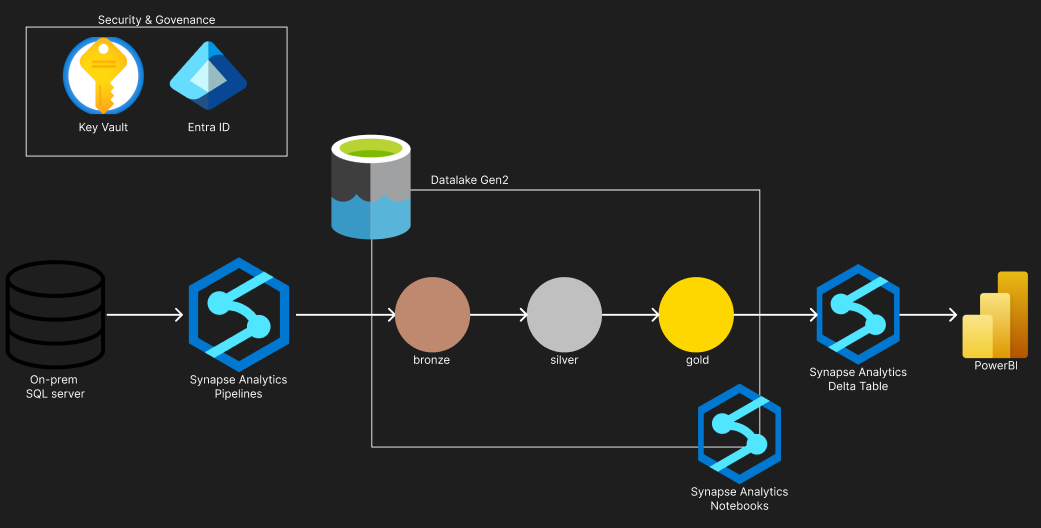 Security & Govenance
Key Vault
Entra ID
Datalake Gen2
On-prem
SQL server
Synapse Analytics
Pipelines
bronze
silver
gold
Synapse Analytics
Delta Table
PowerBI
Synapse Analytics
Notebooks